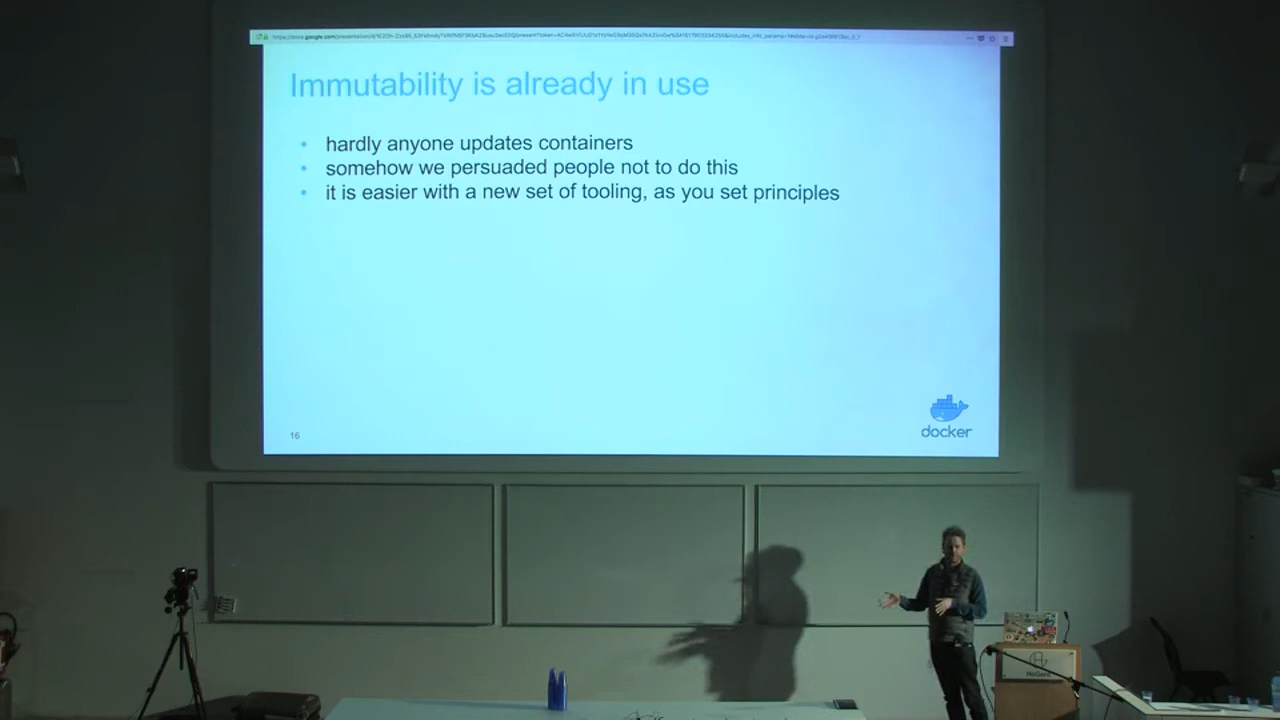 Immutability is already in use
• hardly anyone updates containers
• somehow we persuaded people not to do this
• it is easier with a new set of tooling, as you set principles
16
docker